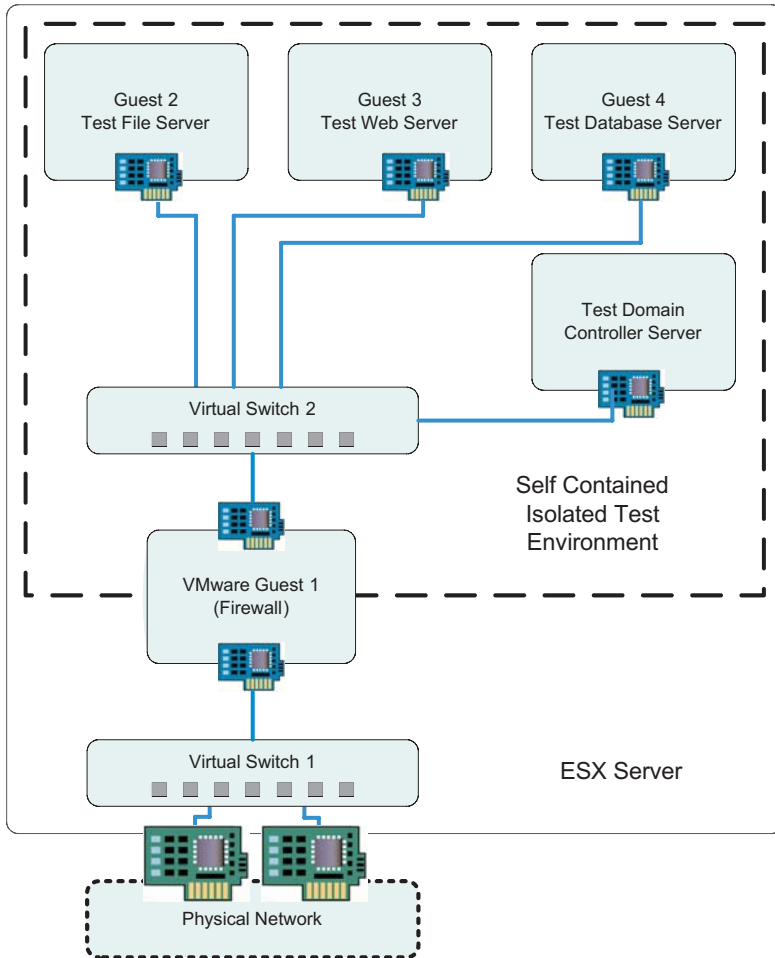 Guest 2
Test File Server
Guest 3
Test Web Server
Guest 4
Test Database Server
Test Domain
Controller Server
Virtual Switch 2
Self Contained
Isolated Test
Environment
VMware Guest 1
(Firewall)
Virtual Switch 1
ESX Server
Physical Network